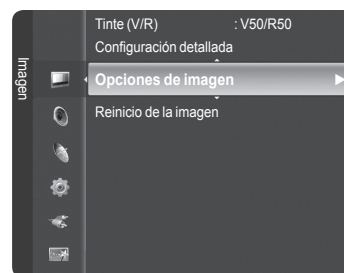 Imagen
Tinte (V/R) : V50/R50
Configuración detallada
Opciones de imagen
Reinicio de la imagen